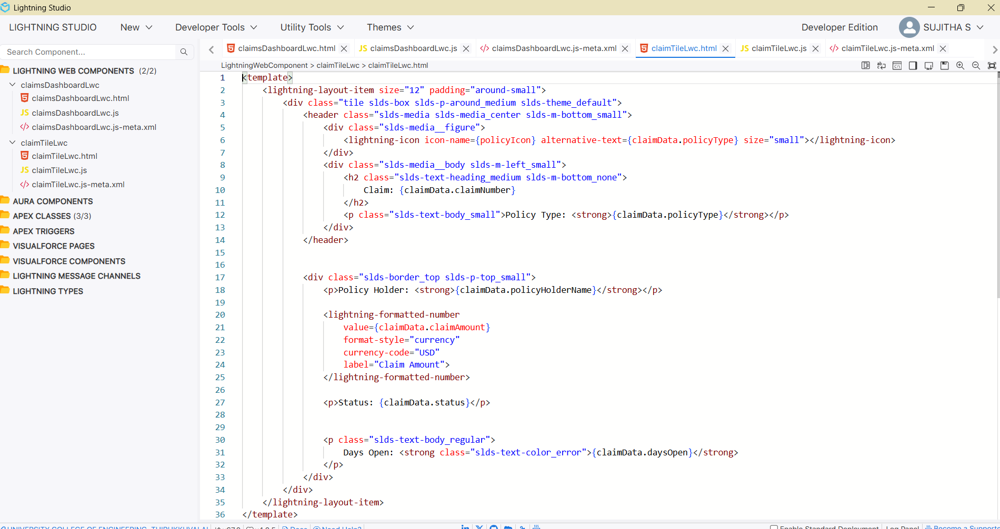 Lightning Studio
LIGHTNING STUDIO New Developer Tools Utility Tools Themes Developer Edition SUJITHA S
Search Component...
claimsDashboardLwc.html claimsDashboardLwc.js claimsDashboardLwc.js-meta.xml claimTileLwc.html claimTileLwc.js claimTileLwc.js-meta.xml
LightningWebComponent > claimTileLwc > claimTileLwc.html
LIGHTNING WEB COMPONENTS (2/2)
claimsDashboardLwc
claimsDashboardLwc.html
claimsDashboardLwc.js
claimsDashboardLwc.js-meta.xml
claimTileLwc
claimTileLwc.html
claimTileLwc.js
claimTileLwc.js-meta.xml
AURA COMPONENTS
APEX CLASSES (3/3)
APEX TRIGGERS
VISUALFORCE PAGES
VISUALFORCE COMPONENTS
LIGHTNING MESSAGE CHANNELS
LIGHTNING TYPES
1 <template>
2 <lightning-layout-item size="12" padding="around-small">
3 <div class="tile slds-box slds-p-around_medium slds-theme_default">
4 <header class="slds-media slds-media_center slds-m-bottom_small">
5 <div class="slds-media__figure">
6 <lightning-icon icon-name={policyIcon} alternative-text={claimData.policyType} size="small"></lightning-icon>
7 </div>
8 <div class="slds-media__body slds-m-left_small">
9 <h2 class="slds-text-heading_medium slds-m-bottom_none">
10 Claim: {claimData.claimNumber}
11 </h2>
12 <p class="slds-text-body_small">Policy Type: <strong>{claimData.policyType}</strong></p>
13 </div>
14 </header>
15
16
17 <div class="slds-border_top slds-p-top_small">
18 <p>Policy Holder: <strong>{claimData.policyHolderName}</strong></p>
19
20 <lightning-formatted-number
21 value={claimData.claimAmount}
22 format-style="currency"
23 currency-code="USD"
24 label="Claim Amount">
25 </lightning-formatted-number>
26
27 <p>Status: {claimData.status}</p>
28
29
30 <p class="slds-text-body_regular">
31 Days Open: <strong class="slds-text-color_error">{claimData.daysOpen}</strong>
32 </p>
33 </div>
34 </div>
35 </lightning-layout-item>
36 </template>
UNIVERSITY COLLEGE OF ENGINEERING, Docs Need Help? Enable Standard Deployment Log Panel Become a